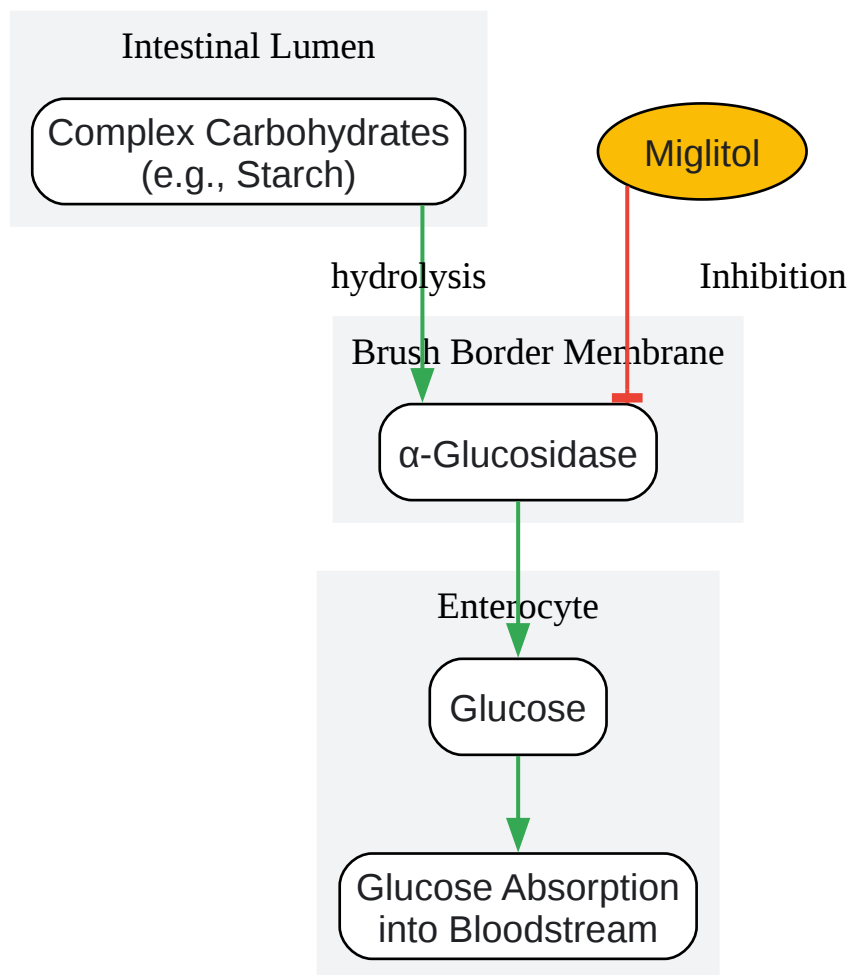 Intestinal Lumen
Complex Carbohydrates
(e.g., Starch)
Miglitol
hydrolysis
Inhibition
Brush Border Membrane
α-Glucosidase
Enterocyte
Glucose
Glucose Absorption
into Bloodstream